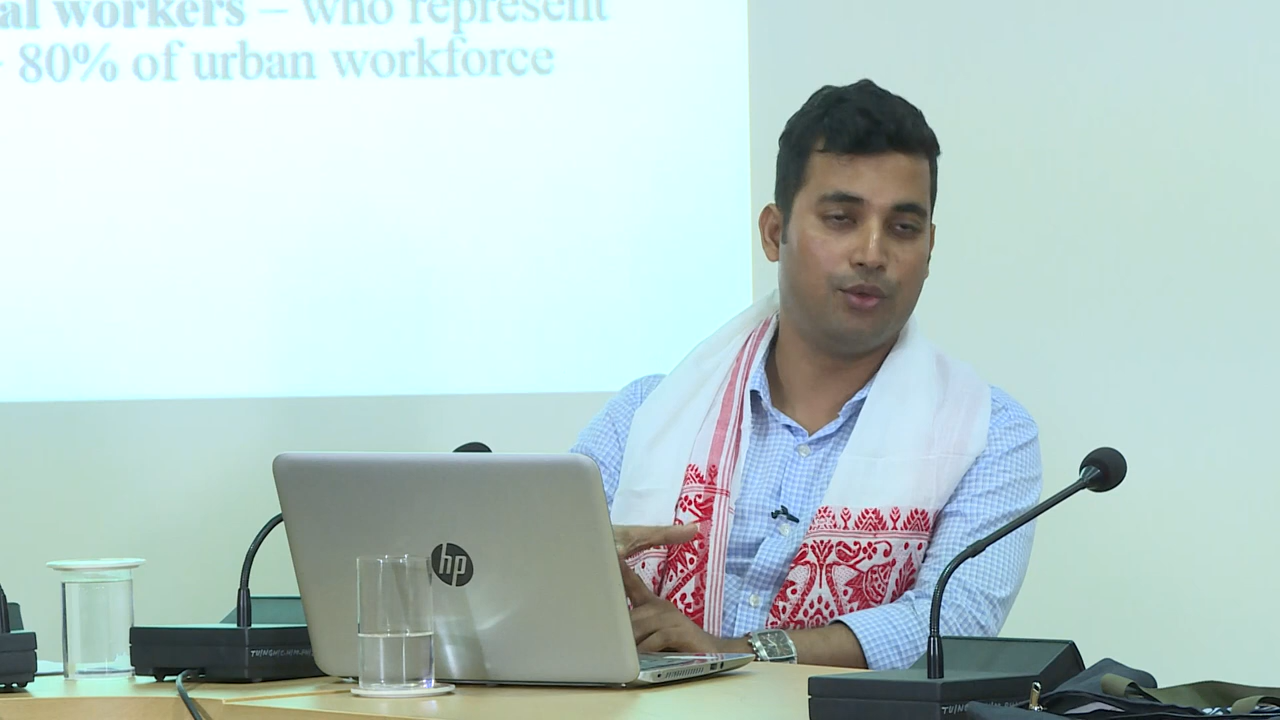 al workers – who represent
80% of urban workforce
hp